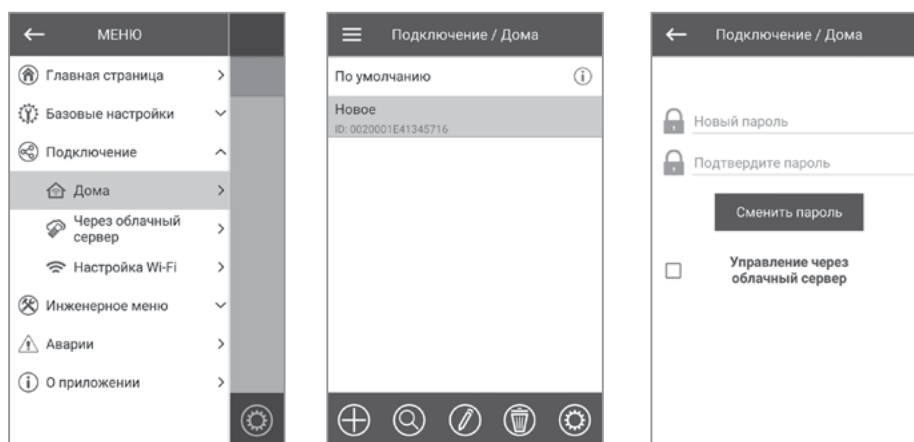 МЕНЮ
Главная страница
Базовые настройки
Подключение
Дома
Через облачный
сервер
Настройка Wi-Fi
Инженерное меню
Аварии
О приложении
Подключение / Дома
По умолчанию
Новое
ID: 0020001E41345716
Подключение / Дома
Новый пароль
Подтвердите пароль
Сменить пароль
Управление через
облачный сервер